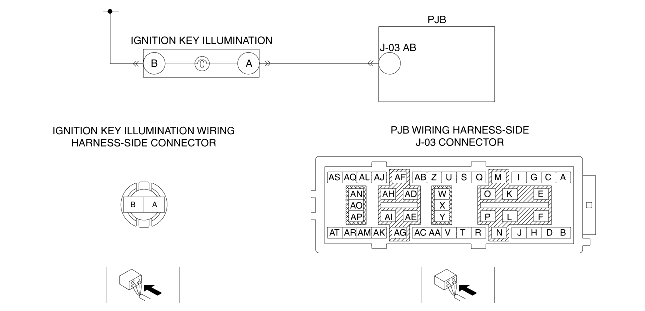 PJB
IGNITION KEY ILLUMINATION
J-03 AB
B C A
IGNITION KEY ILLUMINATION WIRING
HARNESS-SIDE CONNECTOR
PJB WIRING HARNESS-SIDE
J-03 CONNECTOR
B A
AS AQ AL AJ AF AB Z U S Q M I G C A
AN AH AD W O K E
AO X
AP AI AE Y P L F
AT AR AM AK AG AC AA V T R N J H D B